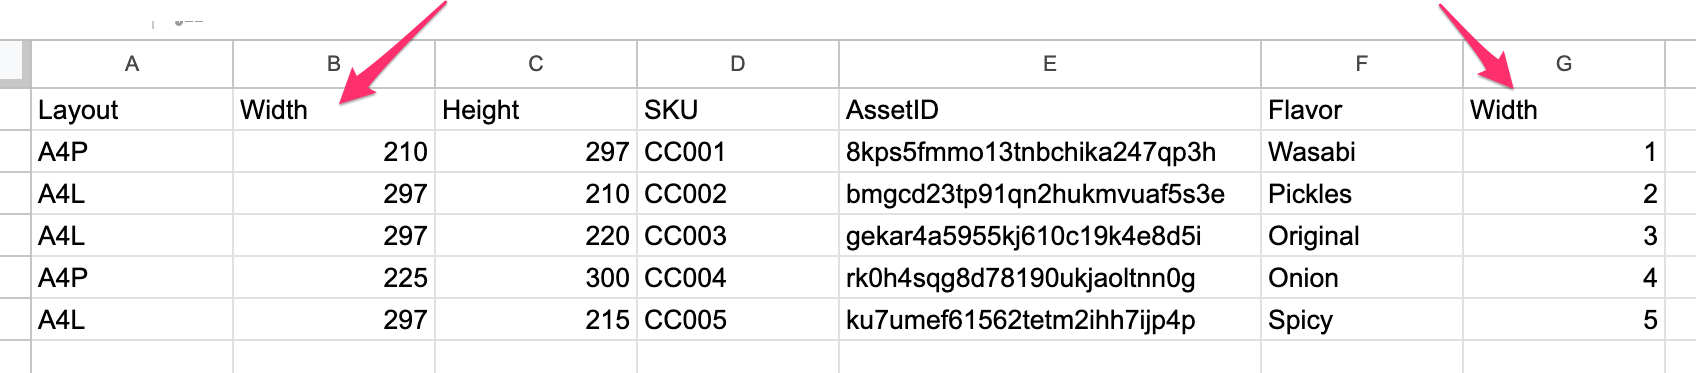 A B C D E F G
Layout Width Height SKU AssetID Flavor Width
A4P 210 297 CC001 8kps5fmmo13tnbchika247qp3h Wasabi 1
A4L 297 210 CC002 bmgcd23tp91qn2hukmvuaf5s3e Pickles 2
A4L 297 220 CC003 gekar4a5955kj610c19k4e8d5i Original 3
A4P 225 300 CC004 rk0h4sqg8d78190ukjaoltnn0g Onion 4
A4L 297 215 CC005 ku7umef61562tetm2ihh7ijp4p Spicy 5